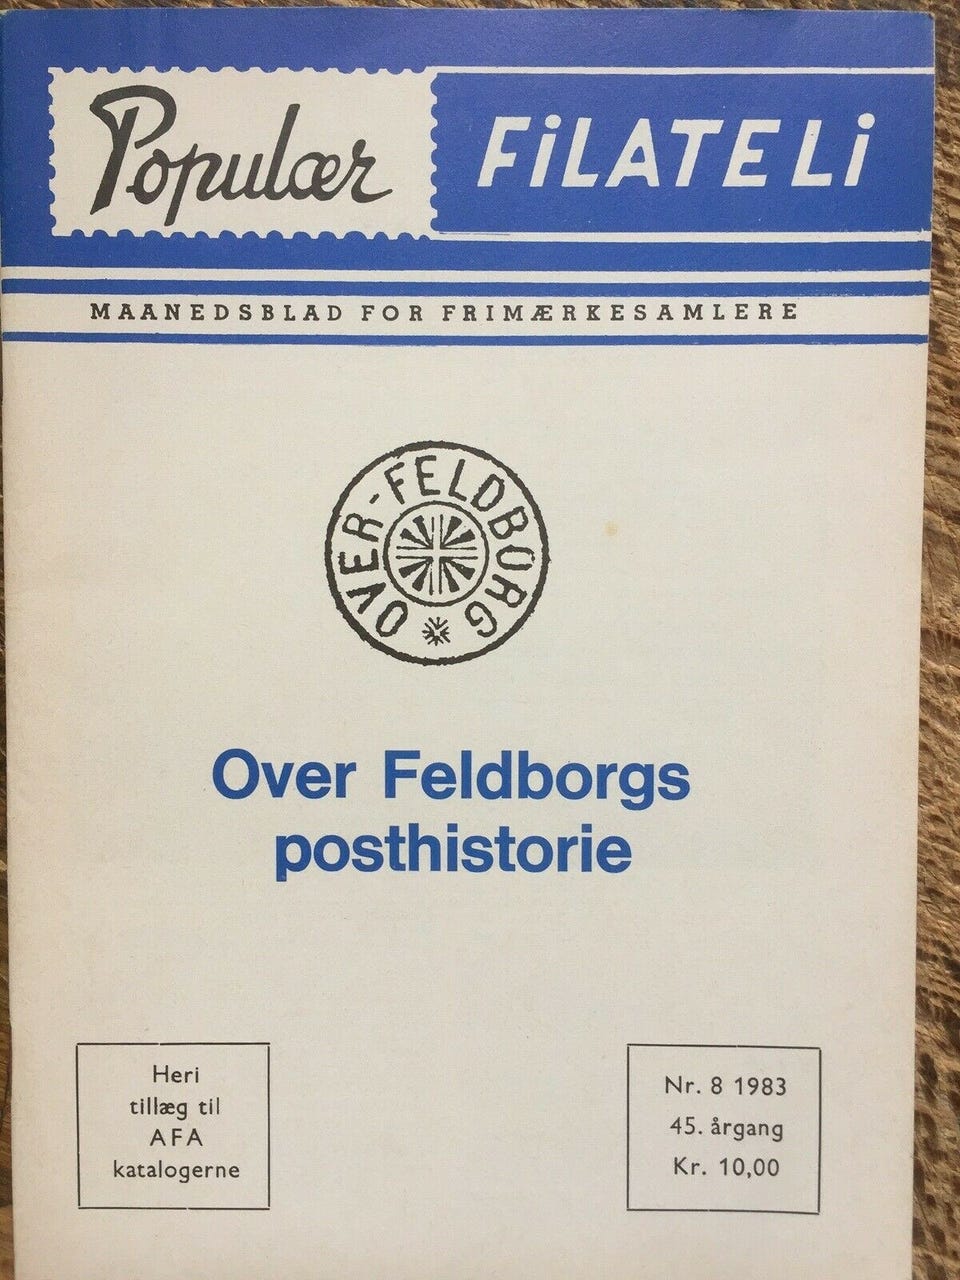 Populær FiLATELi
MAANEDSBLAD FOR FRIMÆRKESAMLERE
OVER-FELDBORG
Over Feldborgs
posthistorie
Heri
tillæg til
AFA
katalogerne
Nr. 8 1983
45. årgang
Kr. 10,00